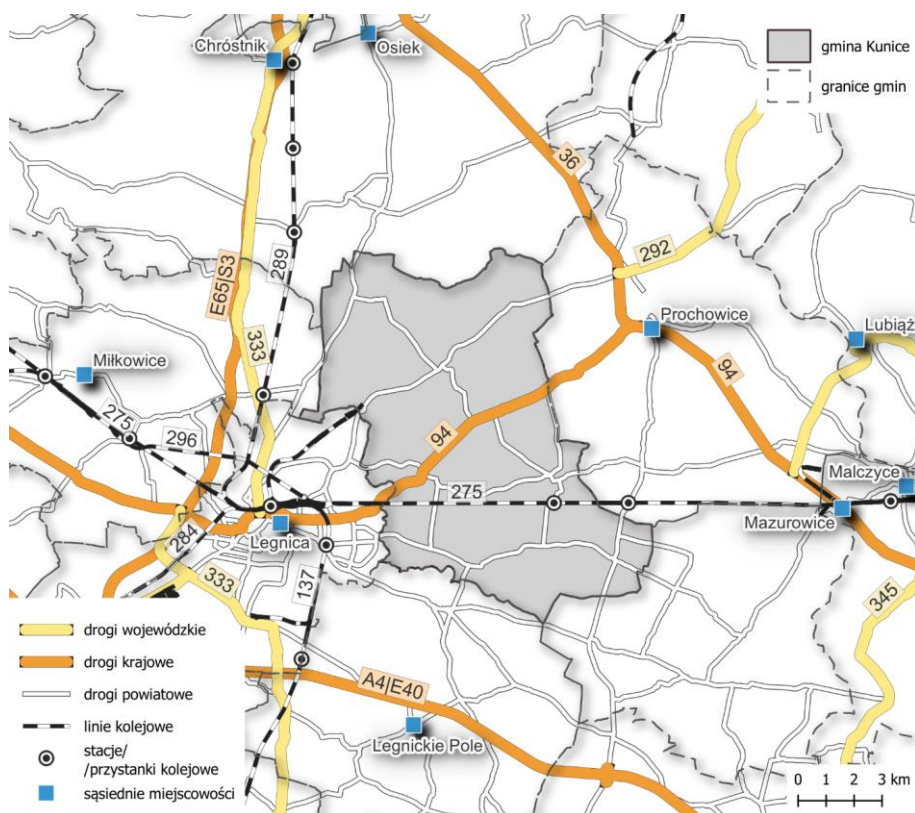 Chróstnik
Osiek
gmina Kunice
granice gmin
36
E65|S3
289
292
333
Prochowice
Lubiąż
Miłkowice
275
296
94
94
275
Malczyce
Mazurowice
Legnica
284
333
137
345
A4|E40
Legnickie Pole
drogi wojewódzkie
drogi krajowe
drogi powiatowe
linie kolejowe
stacje/
/przystanki kolejowe
sąsiednie miejscowości
0 1 2 3 km